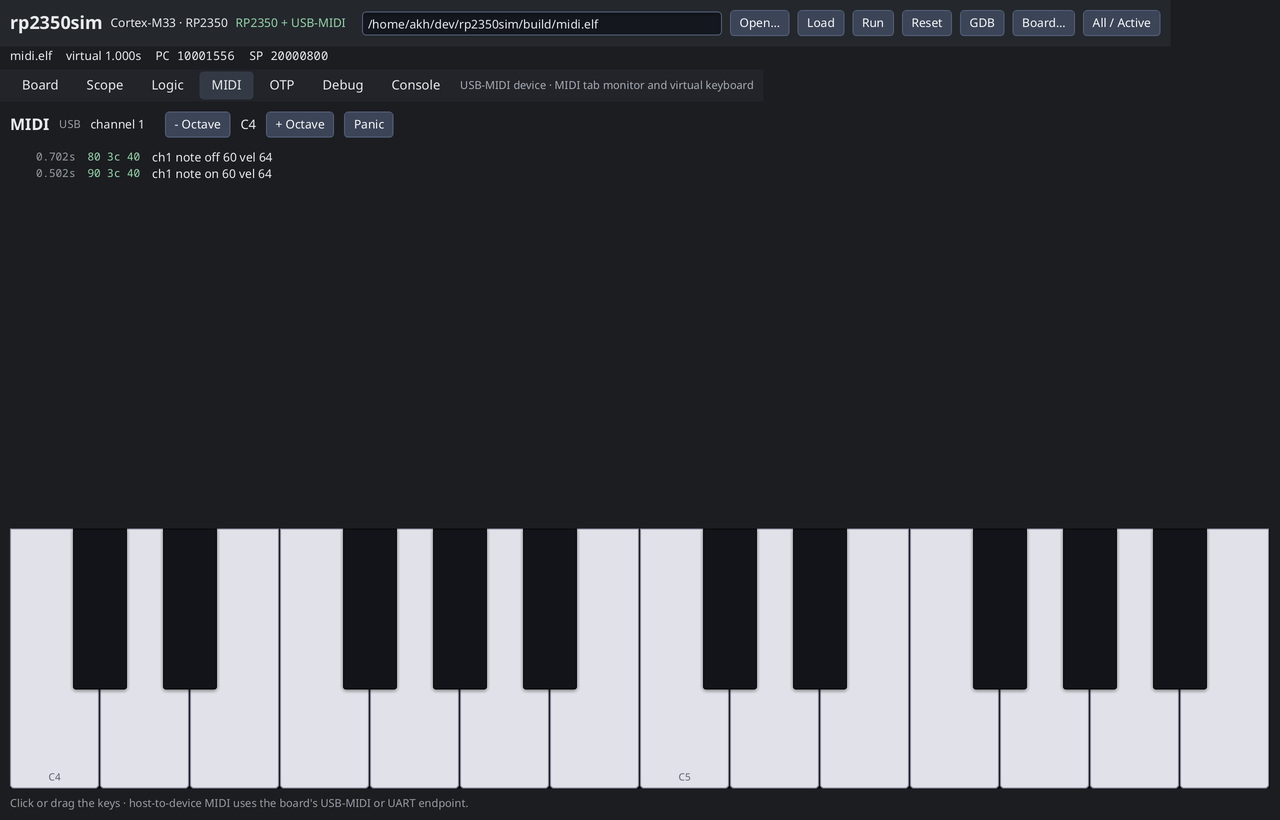 rp2350sim Cortex-M33 · RP2350 RP2350 + USB-MIDI /home/akh/dev/rp2350sim/build/midi.elf Open... Load Run Reset GDB Board... All / Active
midi.elf virtual 1.000s PC 10001556 SP 20000800
Board Scope Logic MIDI OTP Debug Console USB-MIDI device · MIDI tab monitor and virtual keyboard
MIDI USB channel 1 - Octave C4 + Octave Panic
0.702s 80 3c 40 ch1 note off 60 vel 64
0.502s 90 3c 40 ch1 note on 60 vel 64
C4 C5
Click or drag the keys · host-to-device MIDI uses the board's USB-MIDI or UART endpoint.